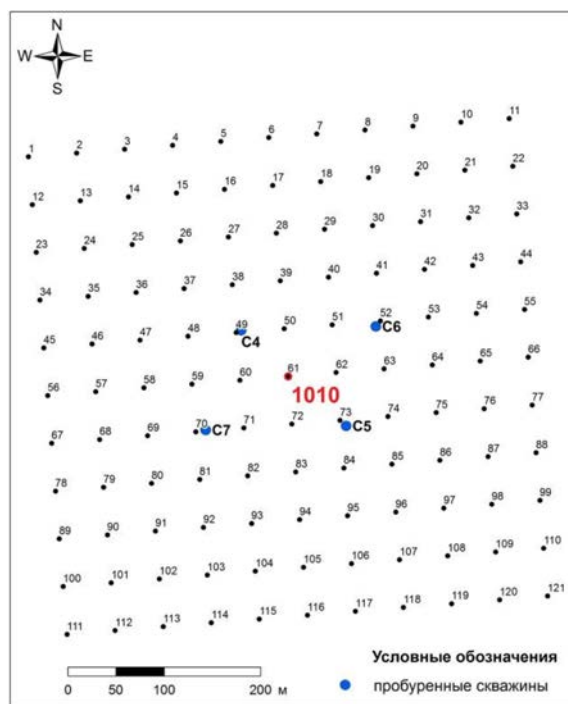 N
W E
S
1 2 3 4 5 6 7 8 9 10 11
12 13 14 15 16 17 18 19 20 21 22
23 24 25 26 27 28 29 30 31 32 33
34 35 36 37 38 39 40 41 42 43 44
45 46 47 48 49 50 51 52 53 54 55
C4 C6
56 57 58 59 60 61 62 63 64 65 66
1010
67 68 69 70 71 72 73 74 75 76 77
C7 C5
78 79 80 81 82 83 84 85 86 87 88
89 90 91 92 93 94 95 96 97 98 99
100 101 102 103 104 105 106 107 108 109 110
111 112 113 114 115 116 117 118 119 120 121
Условные обозначения
0 50 100 200 м
пробуренные скважины